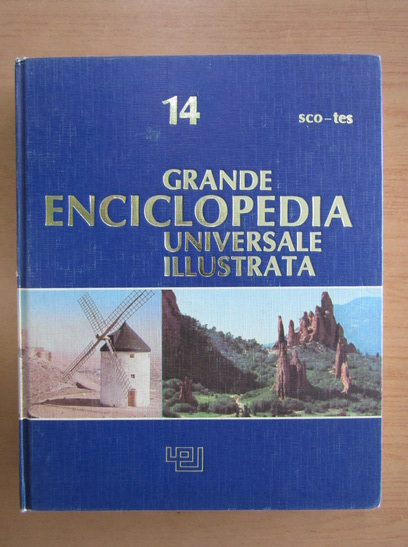 14 sco–tes
GRANDE
ENCICLOPEDIA
UNIVERSALE
ILLUSTRATA